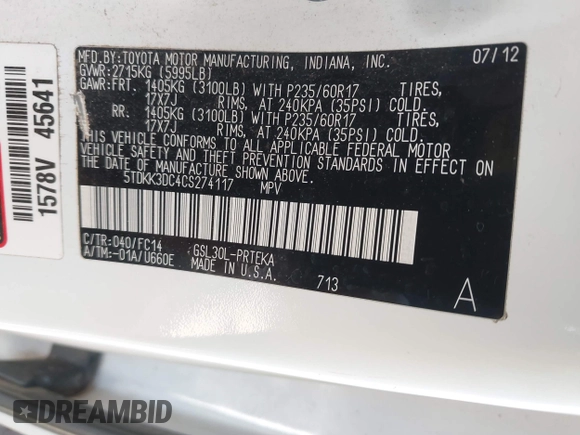 MFD.BY:TOYOTA MOTOR MANUFACTURING, INDIANA, INC. 07/12
GVWR:2715KG (5995LB)
GAWR:FRT. 1405KG (3100LB) WITH P235/60R17 TIRES,
17X7J RIMS, AT 240KPA (35PSI) COLD.
RR. 1405KG (3100LB) WITH P235/60R17 TIRES,
17X7J RIMS, AT 240KPA (35PSI) COLD.
THIS VEHICLE CONFORMS TO ALL APPLICABLE FEDERAL MOTOR
VEHICLE SAFETY AND THEFT PREVENTION STANDARDS IN EFFECT ON
THE DATE OF MANUFACTURE SHOWN ABOVE.
5TDKK3DC4CS274117 MPV
C/TR:040/FC14 GSL30L-PRTEKA
A/TM:-01A/U660E MADE IN U.S.A.
713
A
1578V 45641
DREAMBID